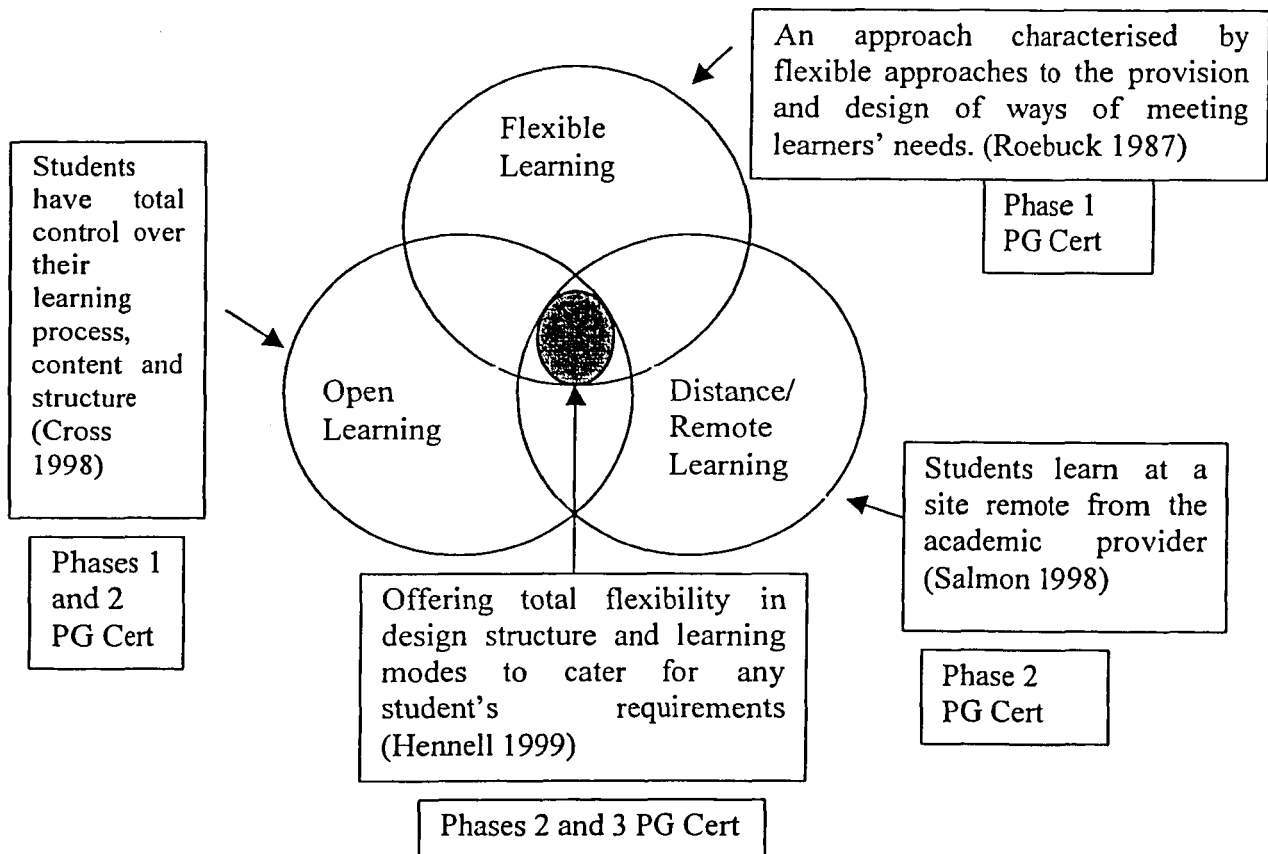 An approach characterised by
flexible approaches to the provision
and design of ways of meeting
learners' needs. (Roebuck 1987)
Phase 1
PG Cert
Flexible
Learning
Students
have total
control over
their
learning
process,
content and
structure
(Cross
1998)
Phases 1
and 2
PG Cert
Open
Learning
Distance/
Remote
Learning
Students learn at a
site remote from the
academic provider
(Salmon 1998)
Phase 2
PG Cert
Offering total flexibility in
design structure and learning
modes to cater for any
student's requirements
(Hennell 1999)
Phases 2 and 3 PG Cert